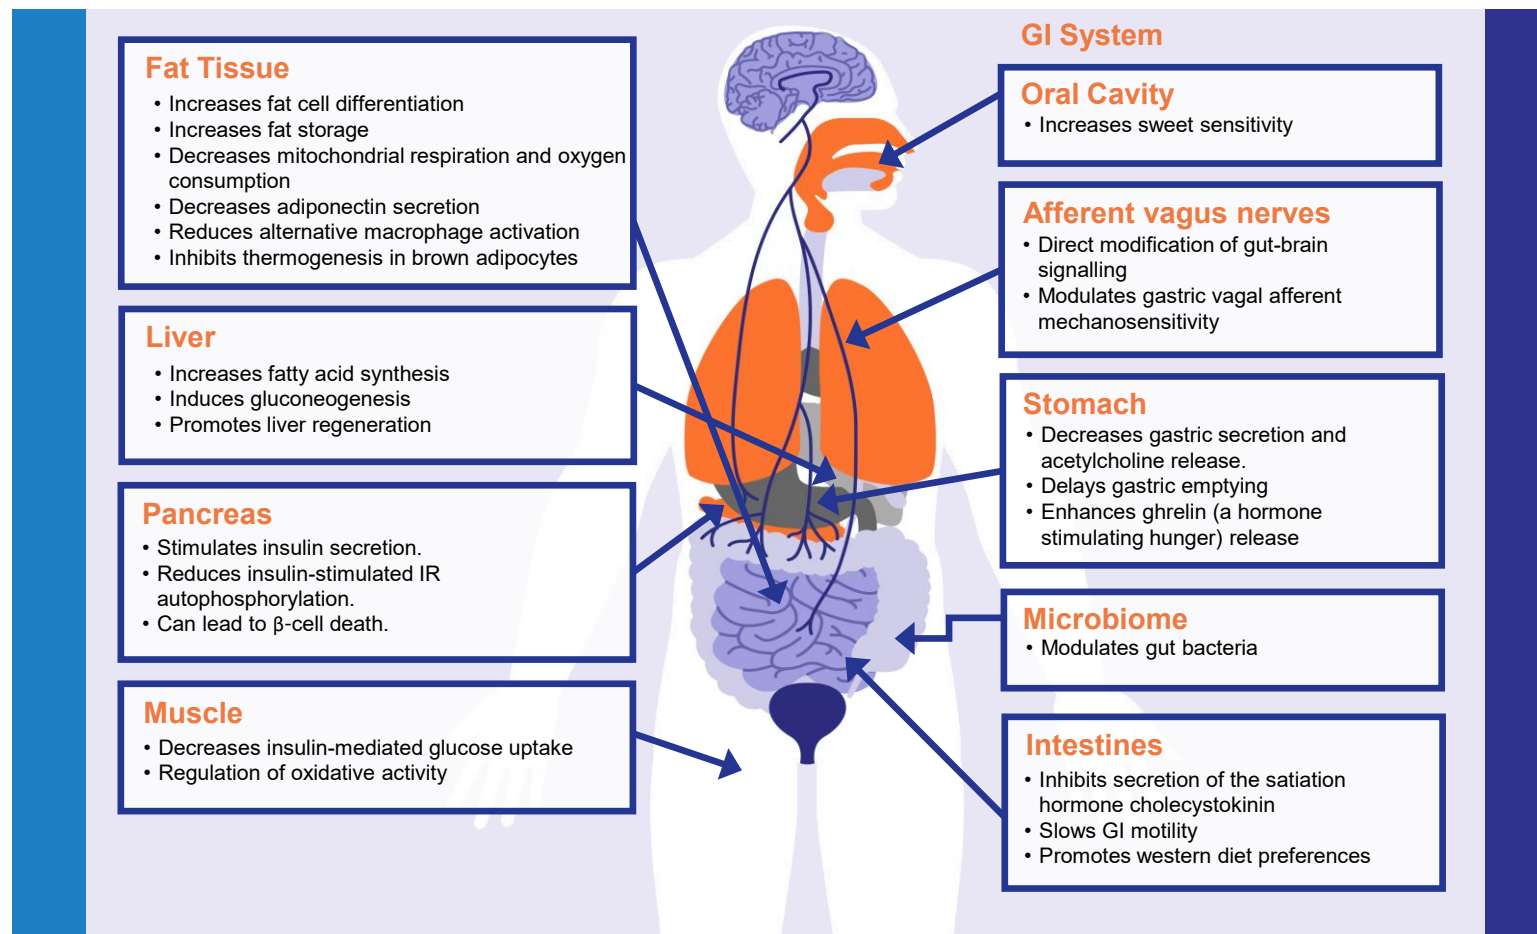 Fat Tissue
• Increases fat cell differentiation
• Increases fat storage
• Decreases mitochondrial respiration and oxygen
consumption
• Decreases adiponectin secretion
• Reduces alternative macrophage activation
• Inhibits thermogenesis in brown adipocytes
Liver
• Increases fatty acid synthesis
• Induces gluconeogenesis
• Promotes liver regeneration
Pancreas
• Stimulates insulin secretion.
• Reduces insulin-stimulated IR
autophosphorylation.
• Can lead to β-cell death.
Muscle
• Decreases insulin-mediated glucose uptake
• Regulation of oxidative activity
GI System
Oral Cavity
• Increases sweet sensitivity
Afferent vagus nerves
• Direct modification of gut-brain
signalling
• Modulates gastric vagal afferent
mechanosensitivity
Stomach
• Decreases gastric secretion and
acetylcholine release.
• Delays gastric emptying
• Enhances ghrelin (a hormone
stimulating hunger) release
Microbiome
• Modulates gut bacteria
Intestines
• Inhibits secretion of the satiation
hormone cholecystokinin
• Slows GI motility
• Promotes western diet preferences